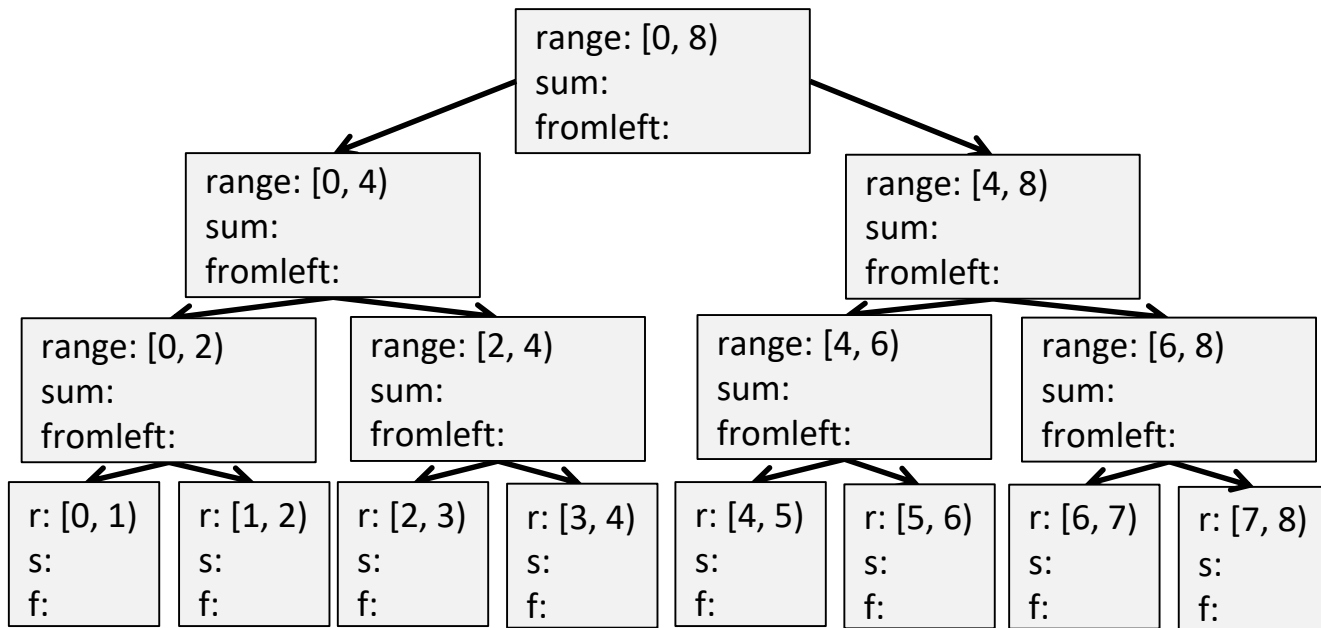 range: [0, 8)
sum:
fromleft:
range: [0, 4)
sum:
fromleft:
range: [4, 8)
sum:
fromleft:
range: [0, 2)
sum:
fromleft:
range: [2, 4)
sum:
fromleft:
range: [4, 6)
sum:
fromleft:
range: [6, 8)
sum:
fromleft:
r: [0, 1)
s:
f:
r: [1, 2)
s:
f:
r: [2, 3)
s:
f:
r: [3, 4)
s:
f:
r: [4, 5)
s:
f:
r: [5, 6)
s:
f:
r: [6, 7)
s:
f:
r: [7, 8)
s:
f: